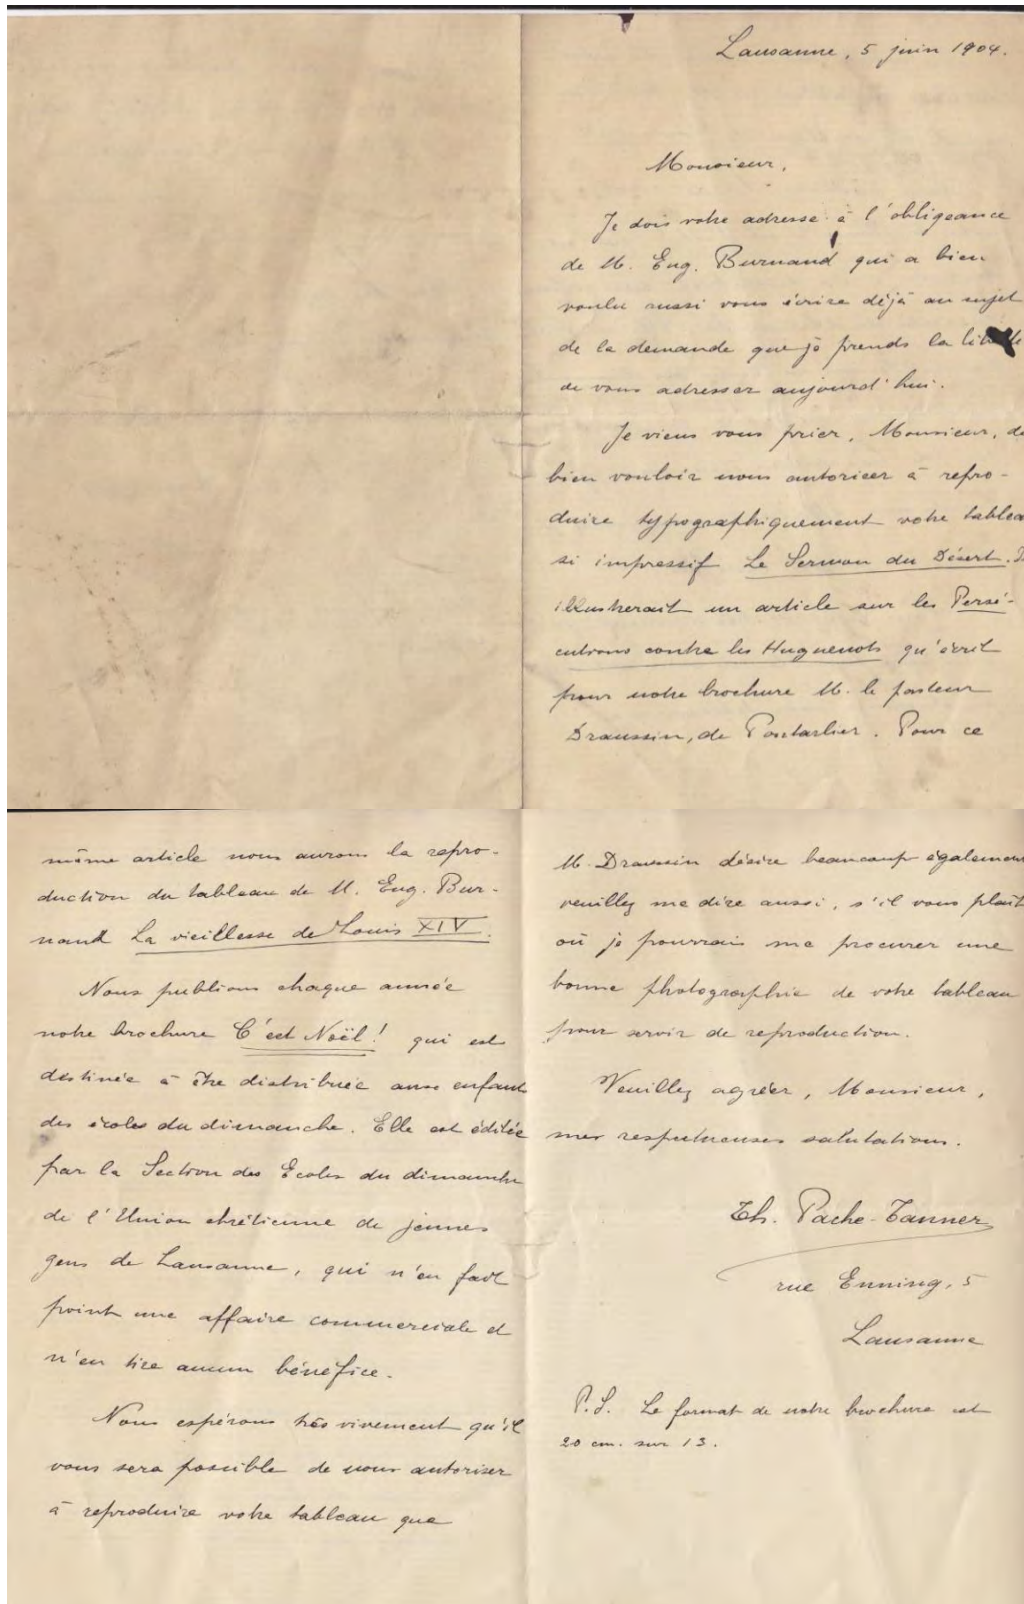 Lausanne, 5 juin 1904.
Monsieur,
Je dois votre adresse à l'obligeance
de M. Eug. Burnand qui a bien
voulu aussi vous écrire déjà au sujet
de la demande que je prends la liberté
de vous adresser aujourd'hui.
Je viens vous prier, Monsieur, de
bien vouloir nous autoriser à repro-
duire typographiquement votre tableau
si impressif Le Sermon du Désert.
illustrerait un article sur les Persé-
cutions contre les Huguenots qu'écrit
pour notre brochure M. le pasteur
Draussin, de Pontarlier. Pour ce
même article nous aurons la repro-
duction du tableau de M. Eug. Bur-
nand La vieillesse de Louis XIV.
Nous publions chaque année
notre brochure C'est Noël! qui est
destinée à être distribuée aux enfants
des écoles du dimanche. Elle est éditée
par la Section des Ecoles du dimanche
de l'Union chrétienne de jeunes
gens de Lausanne, qui n'en fait
point une affaire commerciale et
n'en tire aucun bénéfice.
Nous espérons très vivement qu'il
vous sera possible de nous autoriser
à reproduire votre tableau que
M. Draussin désire beaucoup également
veuillez me dire aussi, s'il vous plaît
où je pourrais me procurer une
bonne photographie de votre tableau
pour servir de reproduction.
Veuillez agréer, Monsieur,
mes respectueuses salutations.
Th. Pache-Tanner
rue Enning, 5
Lausanne
P.S. Le format de notre brochure est
20 cm. sur 13.